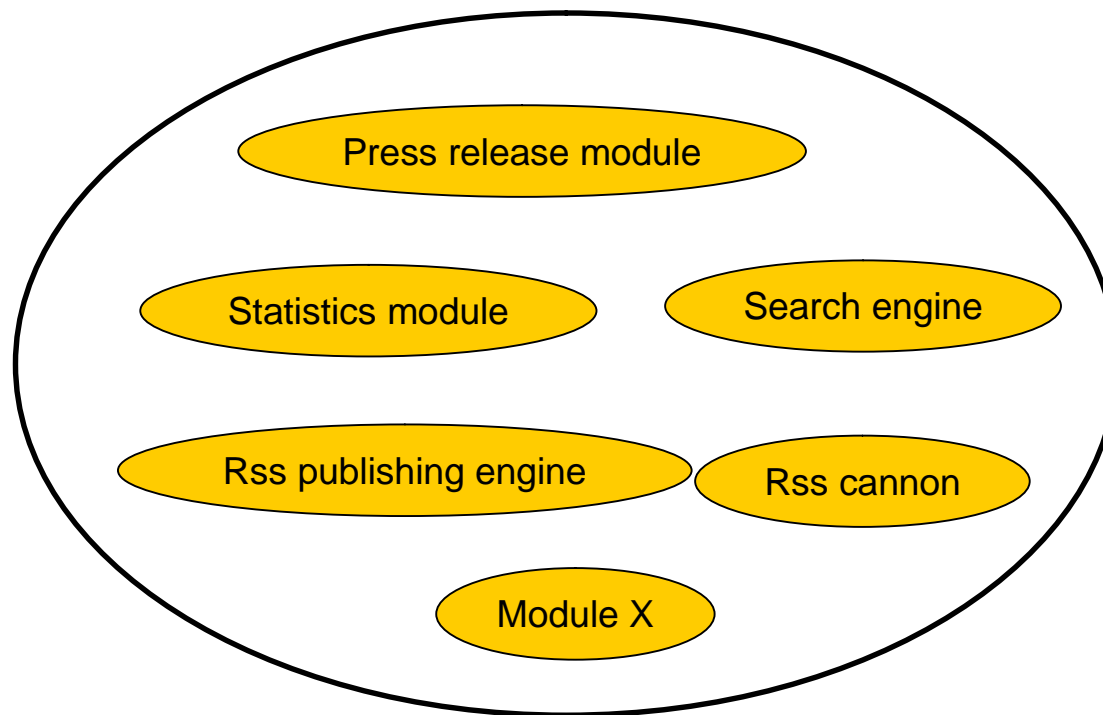 Press release module
Statistics module
Search engine
Rss publishing engine
Rss cannon
Module X